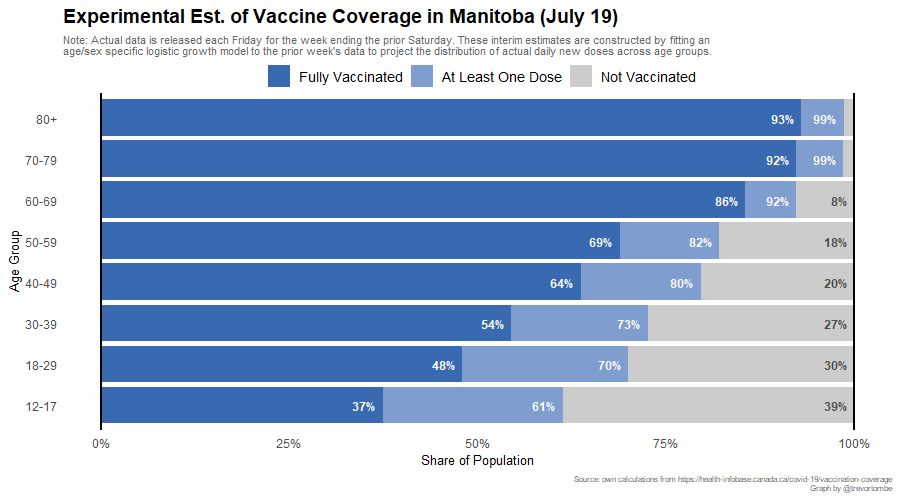 Experimental Est. of Vaccine Coverage in Manitoba (July 19)
Note: Actual data is released each Friday for the week ending the prior Saturday. These interim estimates are constructed by fitting an
age/sex specific logistic growth model to the prior week's data to project the distribution of actual daily new doses across age groups.
Fully Vaccinated At Least One Dose Not Vaccinated
80+ 93% 99%
70-79 92% 99%
60-69 86% 92% 8%
50-59 69% 82% 18%
40-49 64% 80% 20%
30-39 54% 73% 27%
18-29 48% 70% 30%
12-17 37% 61% 39%
Age Group
0% 25% 50% 75% 100%
Share of Population
Source: own calculations from https://health-infobase.canada.ca/covid-19/vaccination-coverage
Graph by @trevortombe